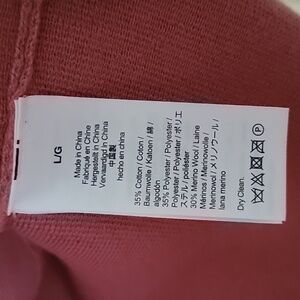 L/G
Made in China
Fabriqué en Chine
Hergestellt in China
Vervaardigd in China
中国製
hecho en china
35% Cotton / Coton /
Baumwolle / Katoen / 綿 /
algodón
35% Polyester / Polyester /
Polyester / Polyester / ポリエ
ステル / poliéster
30% Merino Wool / Laine
Mérinos / Merinowolle /
Merinowol / メリノウール /
lana merino
Dry Clean.